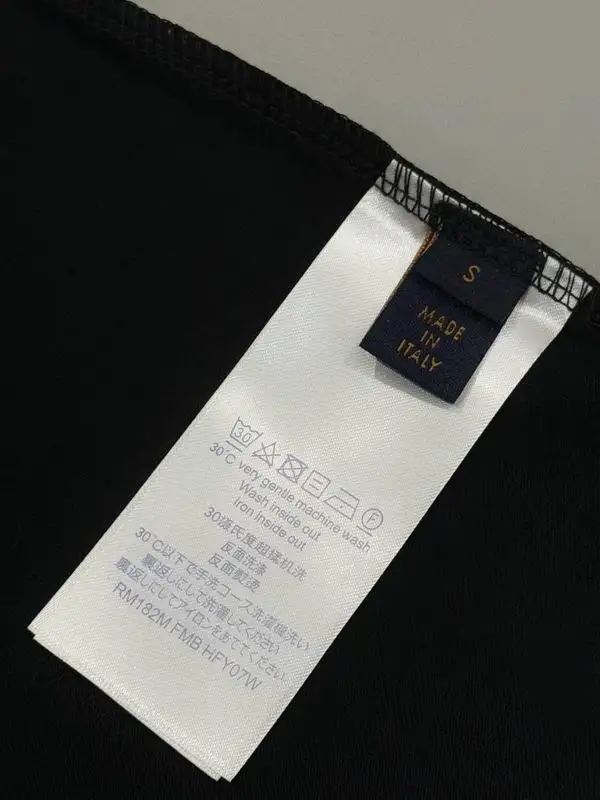 S
MADE
IN
ITALY
30
F
30°C very gentle machine wash
Wash inside out
Iron inside out
30源氏度超揉机洗
反面洗涤
反面熨烫
30℃以下で手洗コース洗濯機洗い
裏返しにして洗濯してください
裏返しにしてアイロンをあててください
RM182M FMB HFY07W